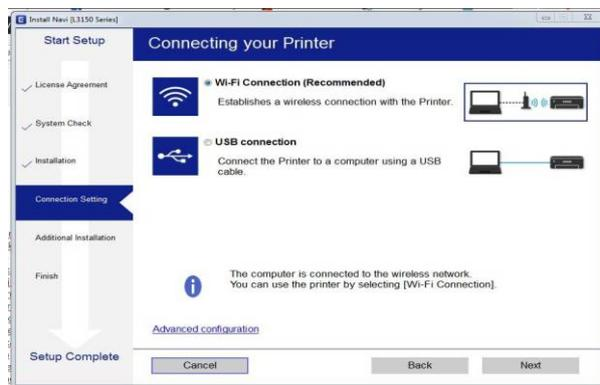 Install Navi [L3150 Series]
Start Setup
Connecting your Printer
License Agreement
System Check
Installation
Connection Setting
Additional Installation
Finish
Setup Complete
Wi-Fi Connection (Recommended)
Establishes a wireless connection with the Printer.
USB connection
Connect the Printer to a computer using a USB
cable.
The computer is connected to the wireless network.
You can use the printer by selecting [Wi-Fi Connection].
Advanced configuration
Cancel
Back
Next